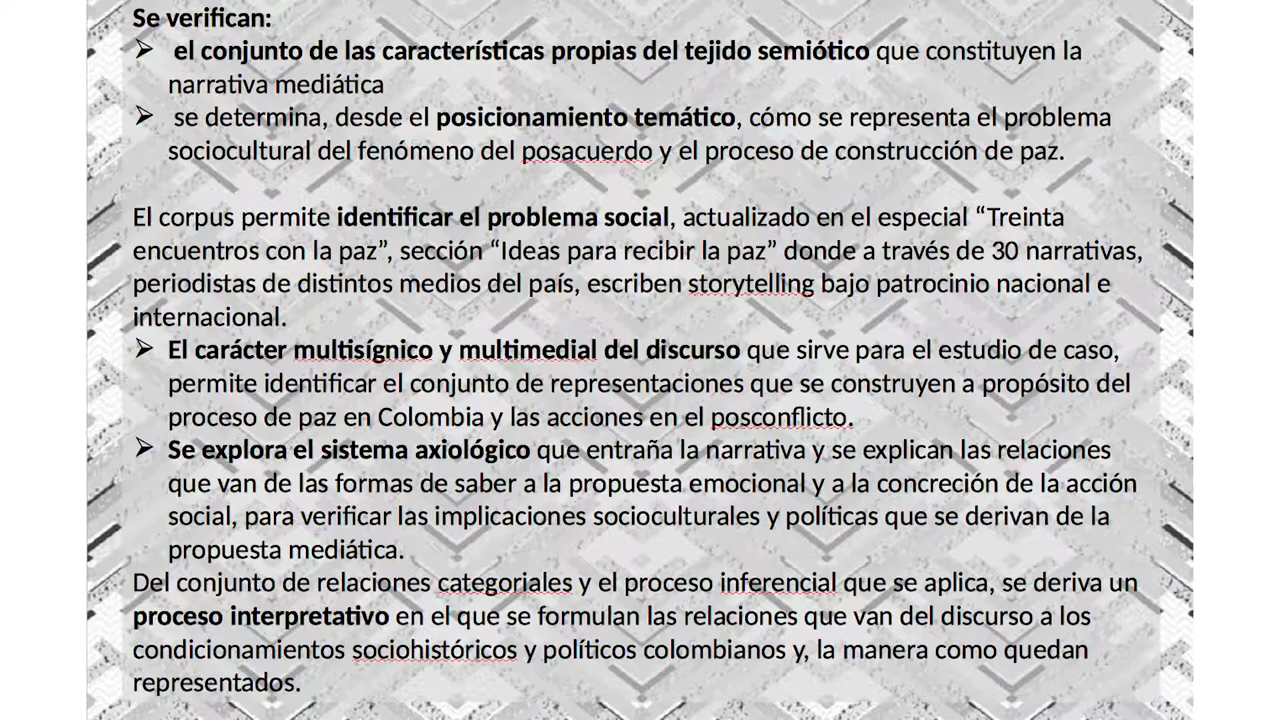 Se verifican:
➢ el conjunto de las características propias del tejido semiótico que constituyen la
narrativa mediática
➢ se determina, desde el posicionamiento temático, cómo se representa el problema
sociocultural del fenómeno del posacuerdo y el proceso de construcción de paz.
El corpus permite identificar el problema social, actualizado en el especial “Treinta
encuentros con la paz”, sección “Ideas para recibir la paz” donde a través de 30 narrativas,
periodistas de distintos medios del país, escriben storytelling bajo patrocinio nacional e
internacional.
➢ El carácter multisígnico y multimedial del discurso que sirve para el estudio de caso,
permite identificar el conjunto de representaciones que se construyen a propósito del
proceso de paz en Colombia y las acciones en el posconflicto.
➢ Se explora el sistema axiológico que entraña la narrativa y se explican las relaciones
que van de las formas de saber a la propuesta emocional y a la concreción de la acción
social, para verificar las implicaciones socioculturales y políticas que se derivan de la
propuesta mediática.
Del conjunto de relaciones categoriales y el proceso inferencial que se aplica, se deriva un
proceso interpretativo en el que se formulan las relaciones que van del discurso a los
condicionamientos sociohistóricos y políticos colombianos y, la manera como quedan
representados.